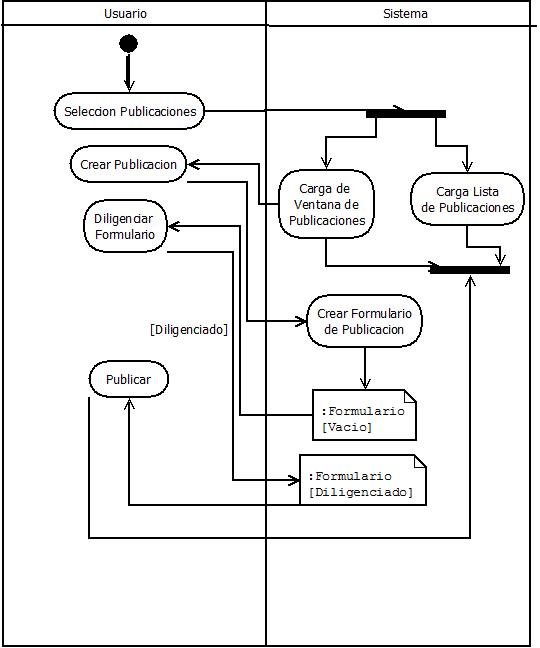 Usuario
Sistema
Seleccion Publicaciones
Crear Publicacion
Carga de
Ventana de
Publicaciones
Carga Lista
de Publicaciones
Diligenciar
Formulario
Crear Formulario
de Publicacion
[Diligenciado]
Publicar
:Formulario
[Vacio]
:Formulario
[Diligenciado]